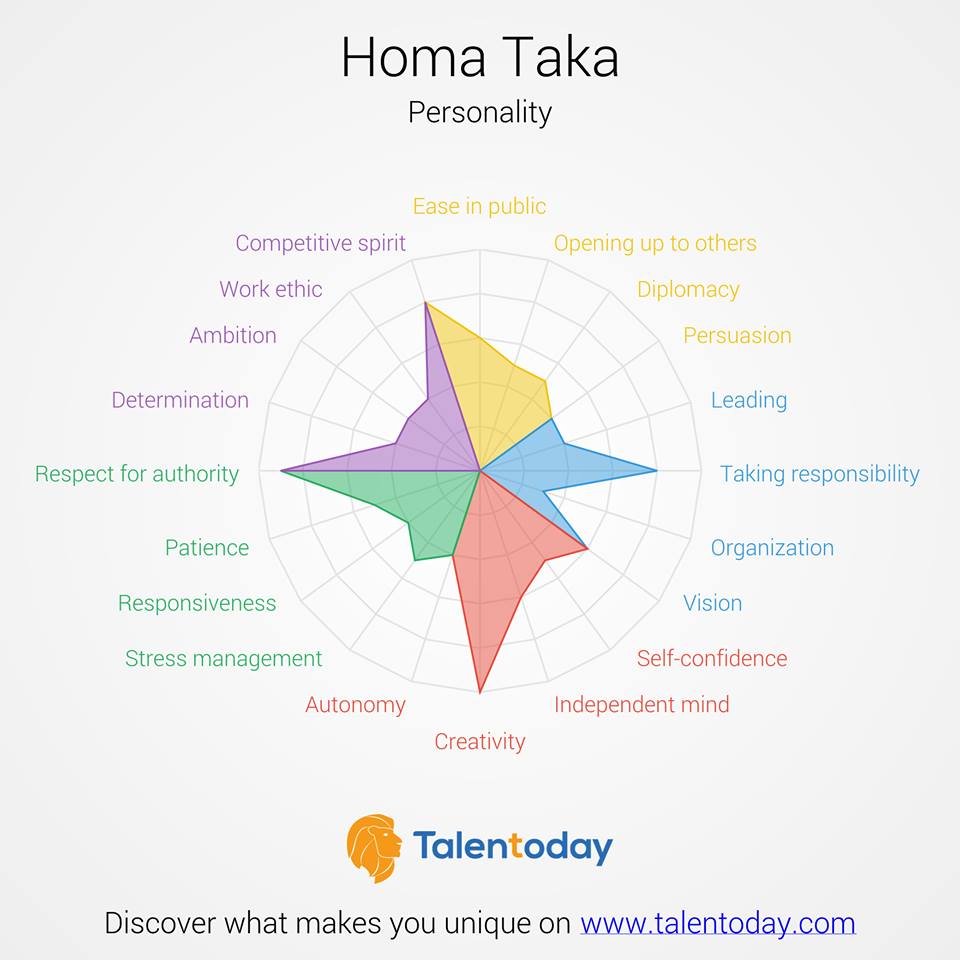 Homa Taka
Personality
Ease in public
Competitive spirit
Opening up to others
Work ethic
Diplomacy
Ambition
Persuasion
Determination
Leading
Respect for authority
Taking responsibility
Patience
Organization
Responsiveness
Vision
Stress management
Self-confidence
Autonomy
Independent mind
Creativity
Talentoday
Discover what makes you unique on www.talentoday.com